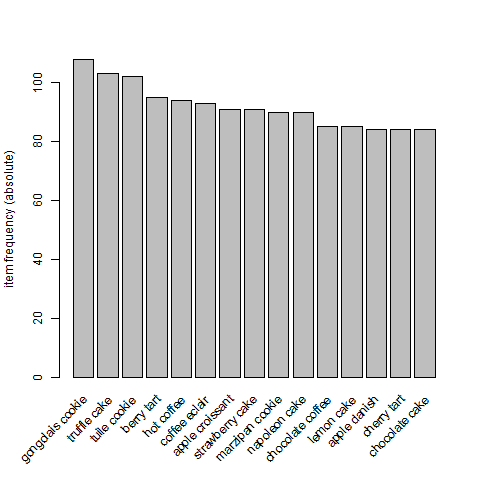 item frequency (absolute)
100
80
60
40
20
0
gongolais cookie
truffle cake
tuile cookie
berry tart
hot coffee
coffee eclair
apple croissant
strawberry cake
marzipan cookie
napoleon cake
chocolate coffee
lemon cake
apple danish
cherry tart
chocolate cake